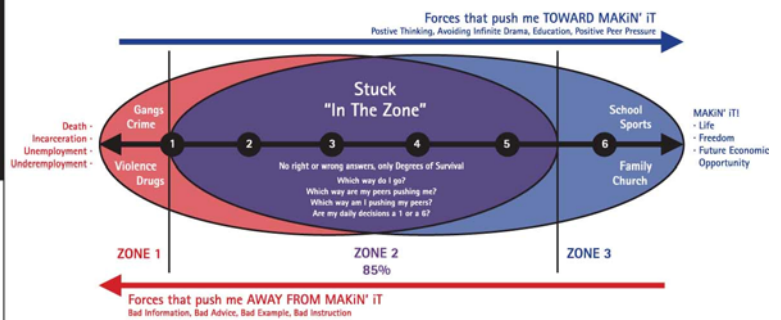 Forces that push me TOWARD MAKiN' iT
Postive Thinking, Avoiding Infinite Drama, Education, Positive Peer Pressure
Stuck
"In The Zone"
Gangs
Crime
School
Sports
Death -
Incarceration -
Unemployment -
Underemployment -
MAKiN' iT!
- Life
- Freedom
- Future Economic
Opportunity
1 2 3 4 5 6
Violence
Drugs
Family
Church
No right or wrong answers, only Degrees of Survival
Which way do I go?
Which way are my peers pushing me?
Which way am I pushing my peers?
Are my daily decisions a 1 or a 6?
ZONE 1
ZONE 2
85%
ZONE 3
Forces that push me AWAY FROM MAKiN' iT
Bad Information, Bad Advice, Bad Example, Bad Instruction